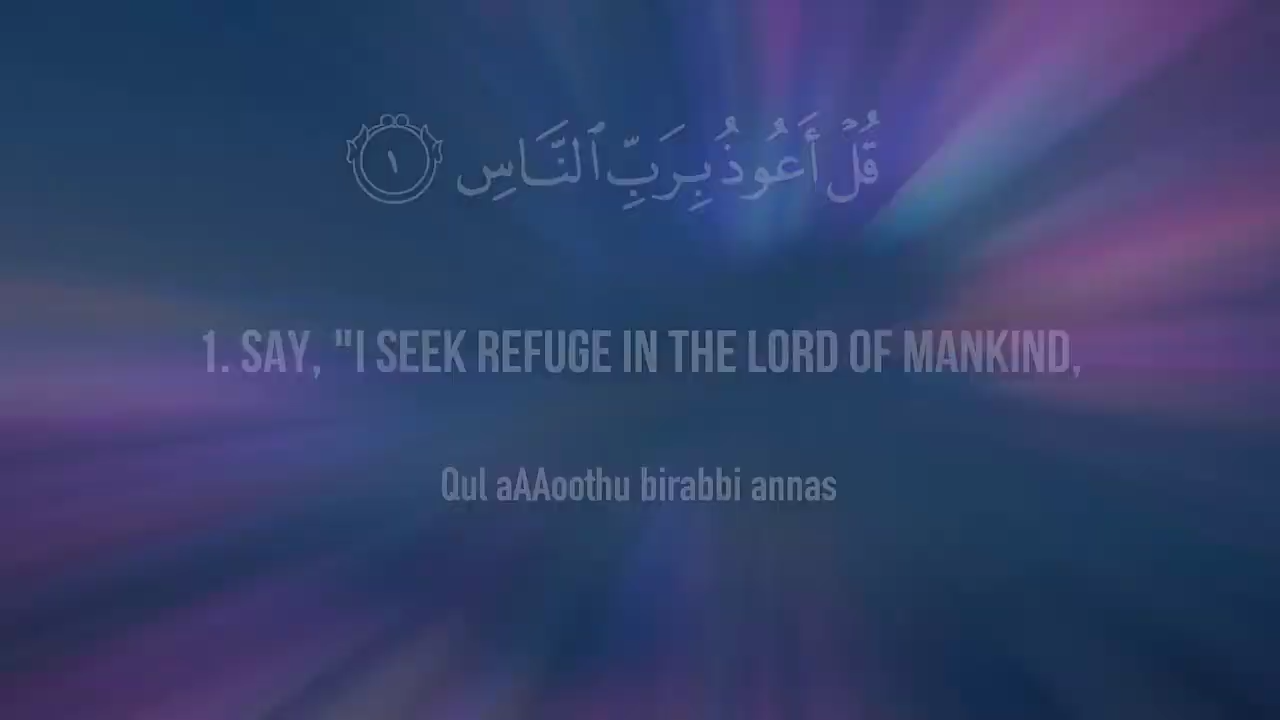 قُلْ أَعُوذُ بِرَبِّ ٱلنَّاسِ ١
1. SAY, "I SEEK REFUGE IN THE LORD OF MANKIND,
Qul aAAoothu birabbi annas